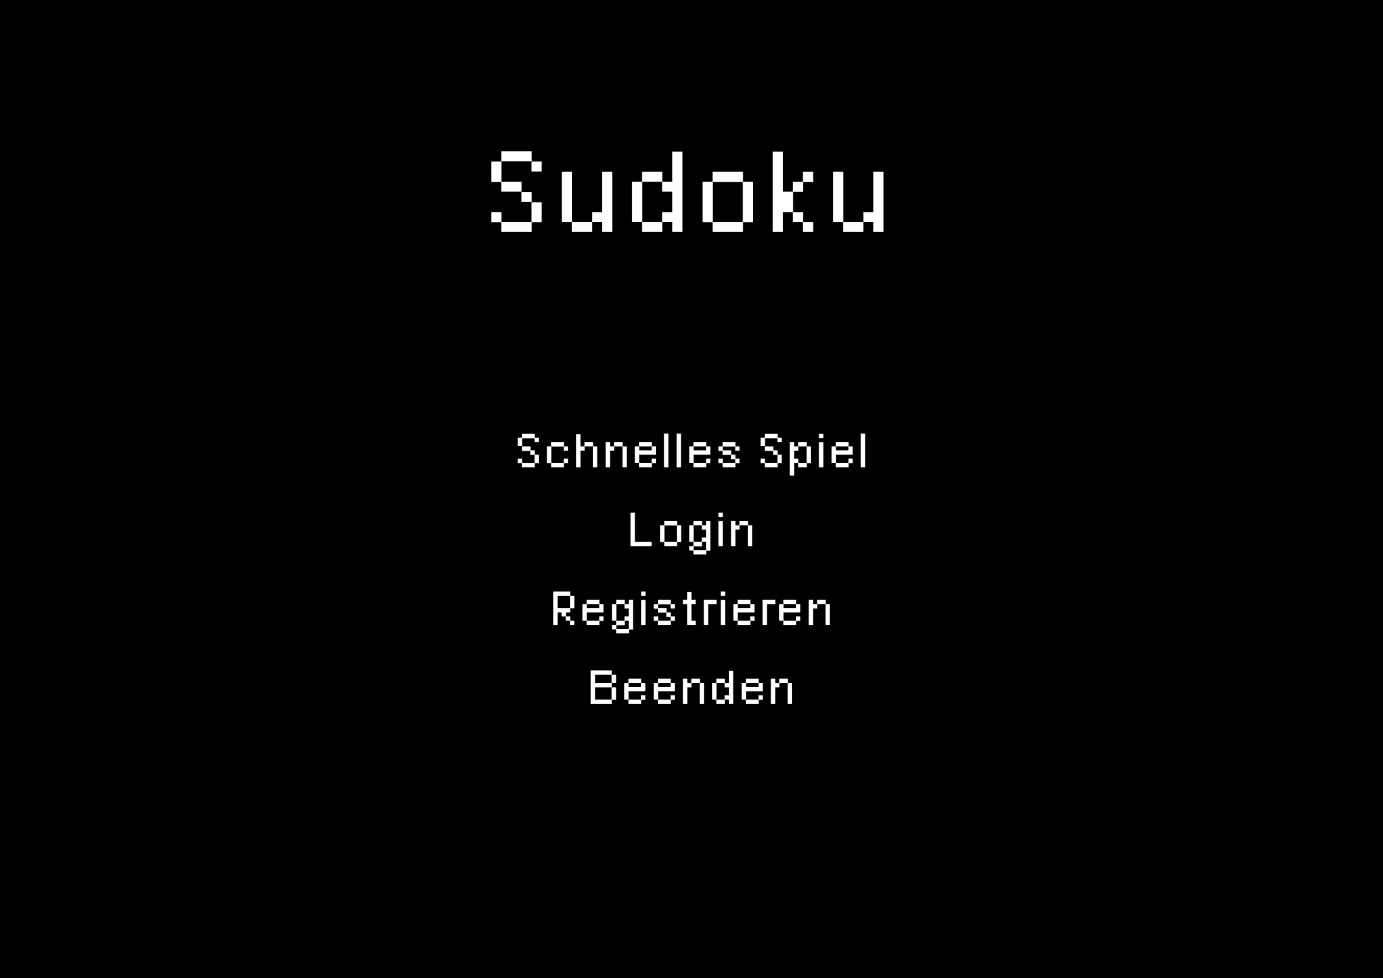 Sudoku
Schnelles Spiel
Login
Registrieren
Beenden